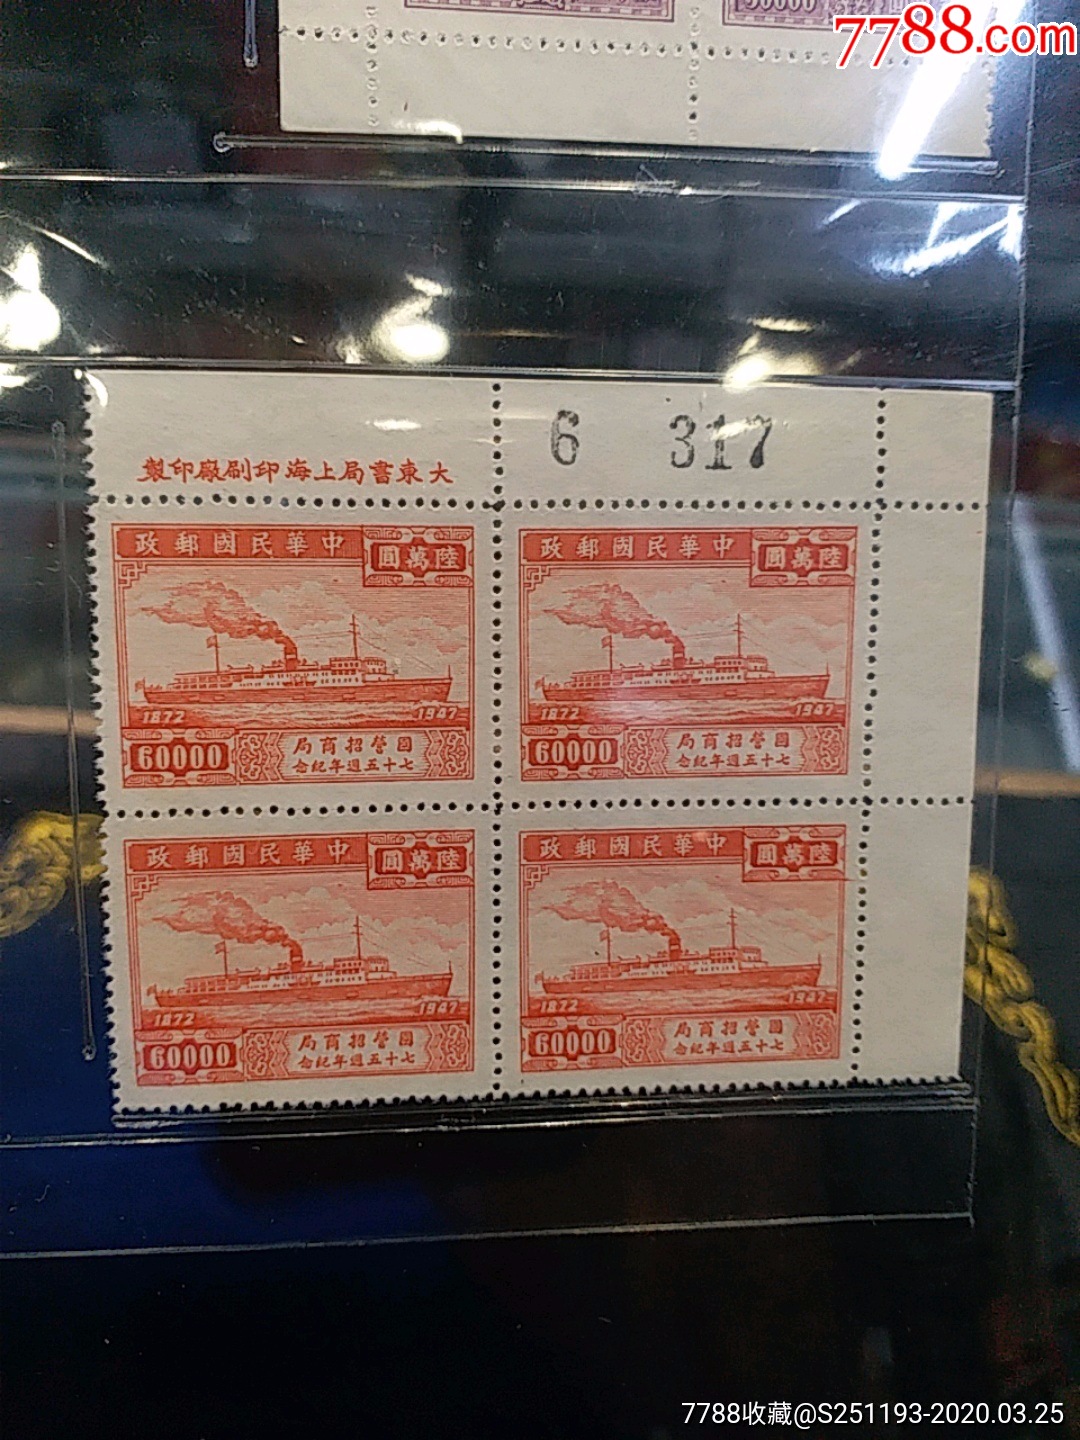 50000
7788.com
6 317
大東書局上海印刷廠印製
中華民國郵政
陸萬圓
1872
1947
60000
國營招商局
七十五週年紀念
中華民國郵政
陸萬圓
1872
1947
60000
國營招商局
七十五週年紀念
中華民國郵政
陸萬圓
1872
1947
60000
國營招商局
七十五週年紀念
中華民國郵政
陸萬圓
1872
1947
60000
國營招商局
七十五週年紀念
7788收藏@S251193-2020.03.25